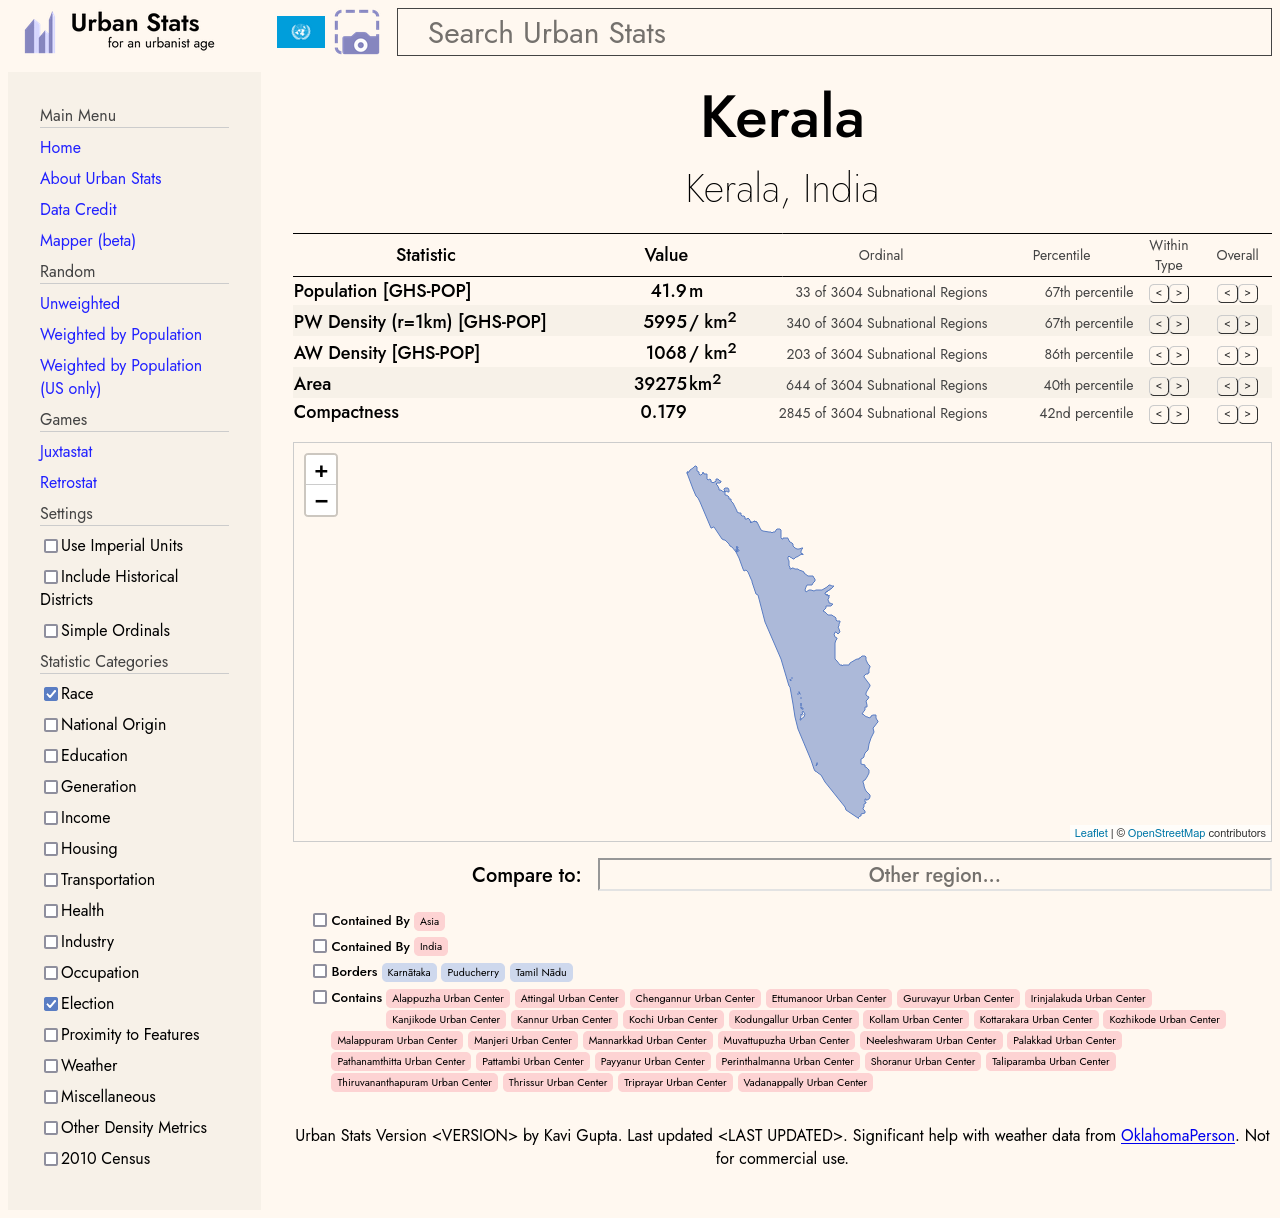 Urban Stats
for an urbanist age
Search Urban Stats
Main Menu
Home
About Urban Stats
Data Credit
Mapper (beta)
Random
Unweighted
Weighted by Population
Weighted by Population
(US only)
Games
Juxtastat
Retrostat
Settings
Use Imperial Units
Include Historical
Districts
Simple Ordinals
Statistic Categories
Race
National Origin
Education
Generation
Income
Housing
Transportation
Health
Industry
Occupation
Election
Proximity to Features
Weather
Miscellaneous
Other Density Metrics
2010 Census
Kerala
Kerala, India
Statistic Value Ordinal Percentile Within Type Overall
Population [GHS-POP] 41.9 m 33 of 3604 Subnational Regions 67th percentile < > < >
PW Density (r=1km) [GHS-POP] 5995 / km² 340 of 3604 Subnational Regions 67th percentile < > < >
AW Density [GHS-POP] 1068 / km² 203 of 3604 Subnational Regions 86th percentile < > < >
Area 39275 km² 644 of 3604 Subnational Regions 40th percentile < > < >
Compactness 0.179 2845 of 3604 Subnational Regions 42nd percentile < > < >
+
−
Leaflet | © OpenStreetMap contributors
Compare to: Other region...
Contained By Asia
Contained By India
Borders Karnātaka Puducherry Tamil Nādu
Contains Alappuzha Urban Center Attingal Urban Center Chengannur Urban Center Ettumanoor Urban Center Guruvayur Urban Center Irinjalakuda Urban Center
Kanjikode Urban Center Kannur Urban Center Kochi Urban Center Kodungallur Urban Center Kollam Urban Center Kottarakara Urban Center Kozhikode Urban Center
Malappuram Urban Center Manjeri Urban Center Mannarkkad Urban Center Muvattupuzha Urban Center Neeleshwaram Urban Center Palakkad Urban Center
Pathanamthitta Urban Center Pattambi Urban Center Payyanur Urban Center Perinthalmanna Urban Center Shoranur Urban Center Taliparamba Urban Center
Thiruvananthapuram Urban Center Thrissur Urban Center Triprayar Urban Center Vadanappally Urban Center
Urban Stats Version <VERSION> by Kavi Gupta. Last updated <LAST UPDATED>. Significant help with weather data from OklahomaPerson. Not
for commercial use.